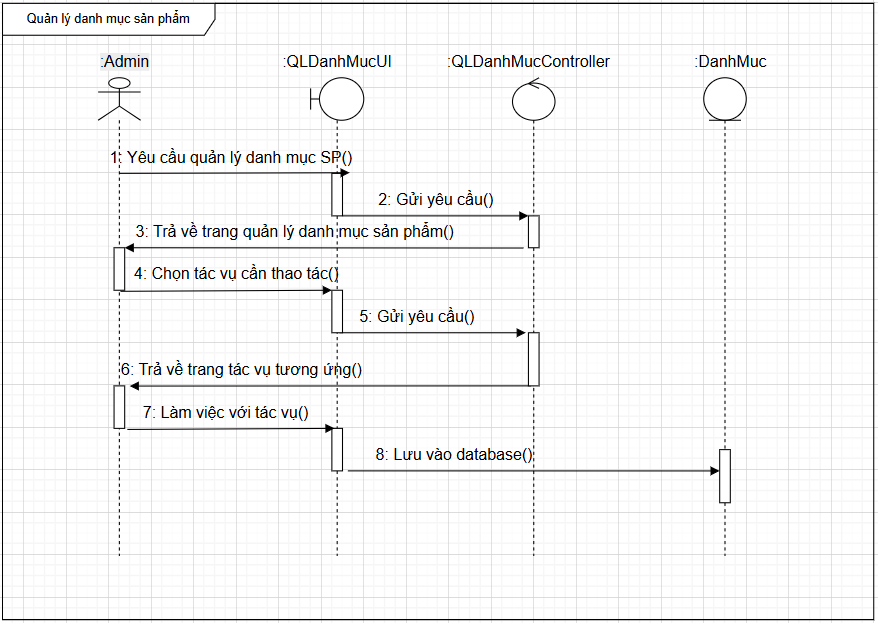 Quản lý danh mục sản phẩm
:Admin
:QLDanhMucUI
:QLDanhMucController
:DanhMuc
1: Yêu cầu quản lý danh mục SP()
2: Gửi yêu cầu()
3: Trả về trang quản lý danh mục sản phẩm()
4: Chọn tác vụ cần thao tác()
5: Gửi yêu cầu()
6: Trả về trang tác vụ tương ứng()
7: Làm việc với tác vụ()
8: Lưu vào database()